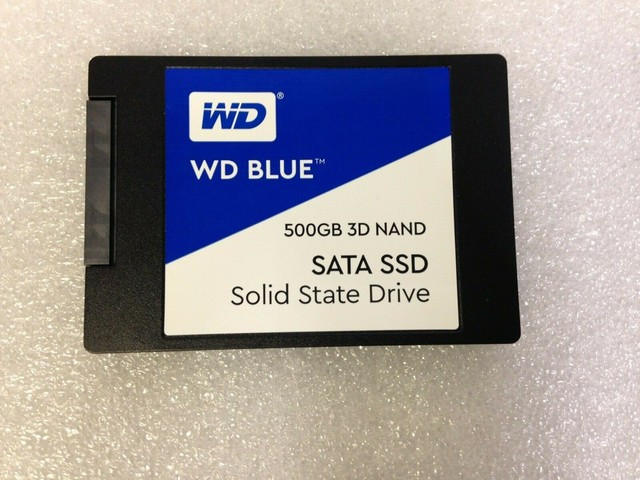 WD®
WD BLUE™
500GB 3D NAND
SATA SSD
Solid State Drive